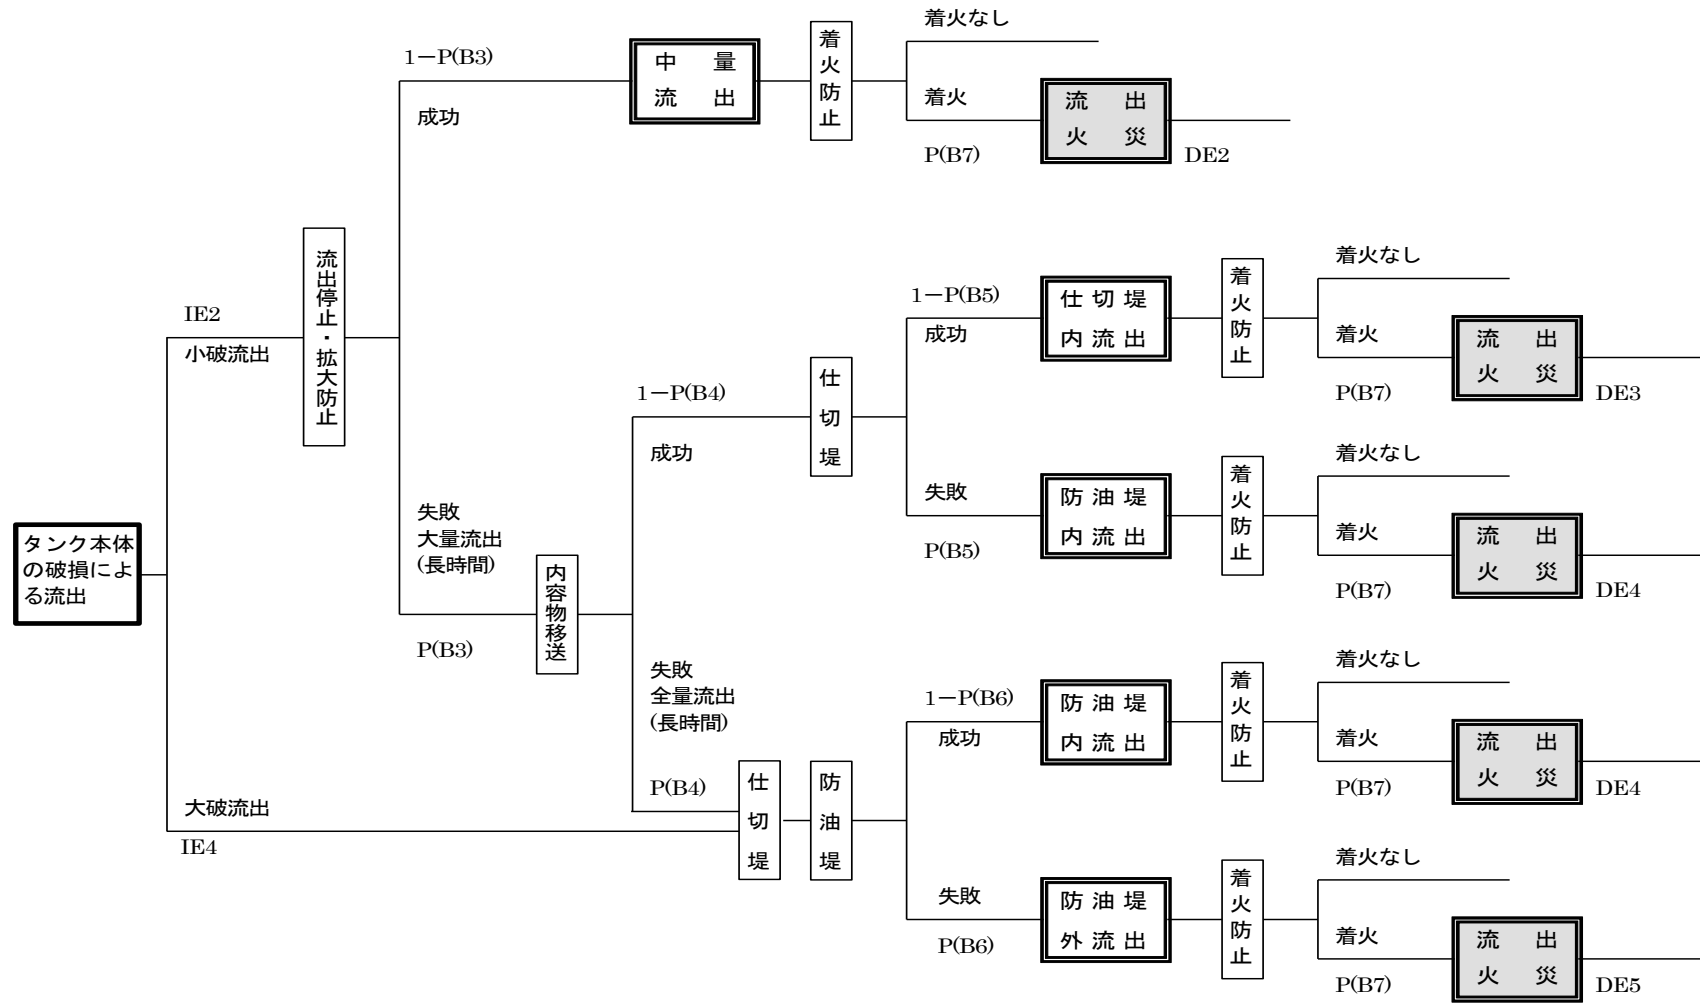 タンク本体
の破損によ
る流出
IE2
小破流出
大破流出
IE4
流出停止・拡大防止
1－P(B3)
成功
失敗
大量流出
(長時間)
P(B3)
中量
流出
着火防止
着火なし
着火
P(B7)
流出
火災
DE2
内容物移送
1－P(B4)
成功
失敗
全量流出
(長時間)
P(B4)
仕切堤
1－P(B5)
成功
失敗
P(B5)
仕切堤
内流出
着火防止
着火なし
着火
P(B7)
流出
火災
DE3
防油堤
内流出
着火防止
着火なし
着火
P(B7)
流出
火災
DE4
仕切堤
防油堤
1－P(B6)
成功
失敗
P(B6)
防油堤
内流出
着火防止
着火なし
着火
P(B7)
流出
火災
DE4
防油堤
外流出
着火防止
着火なし
着火
P(B7)
流出
火災
DE5